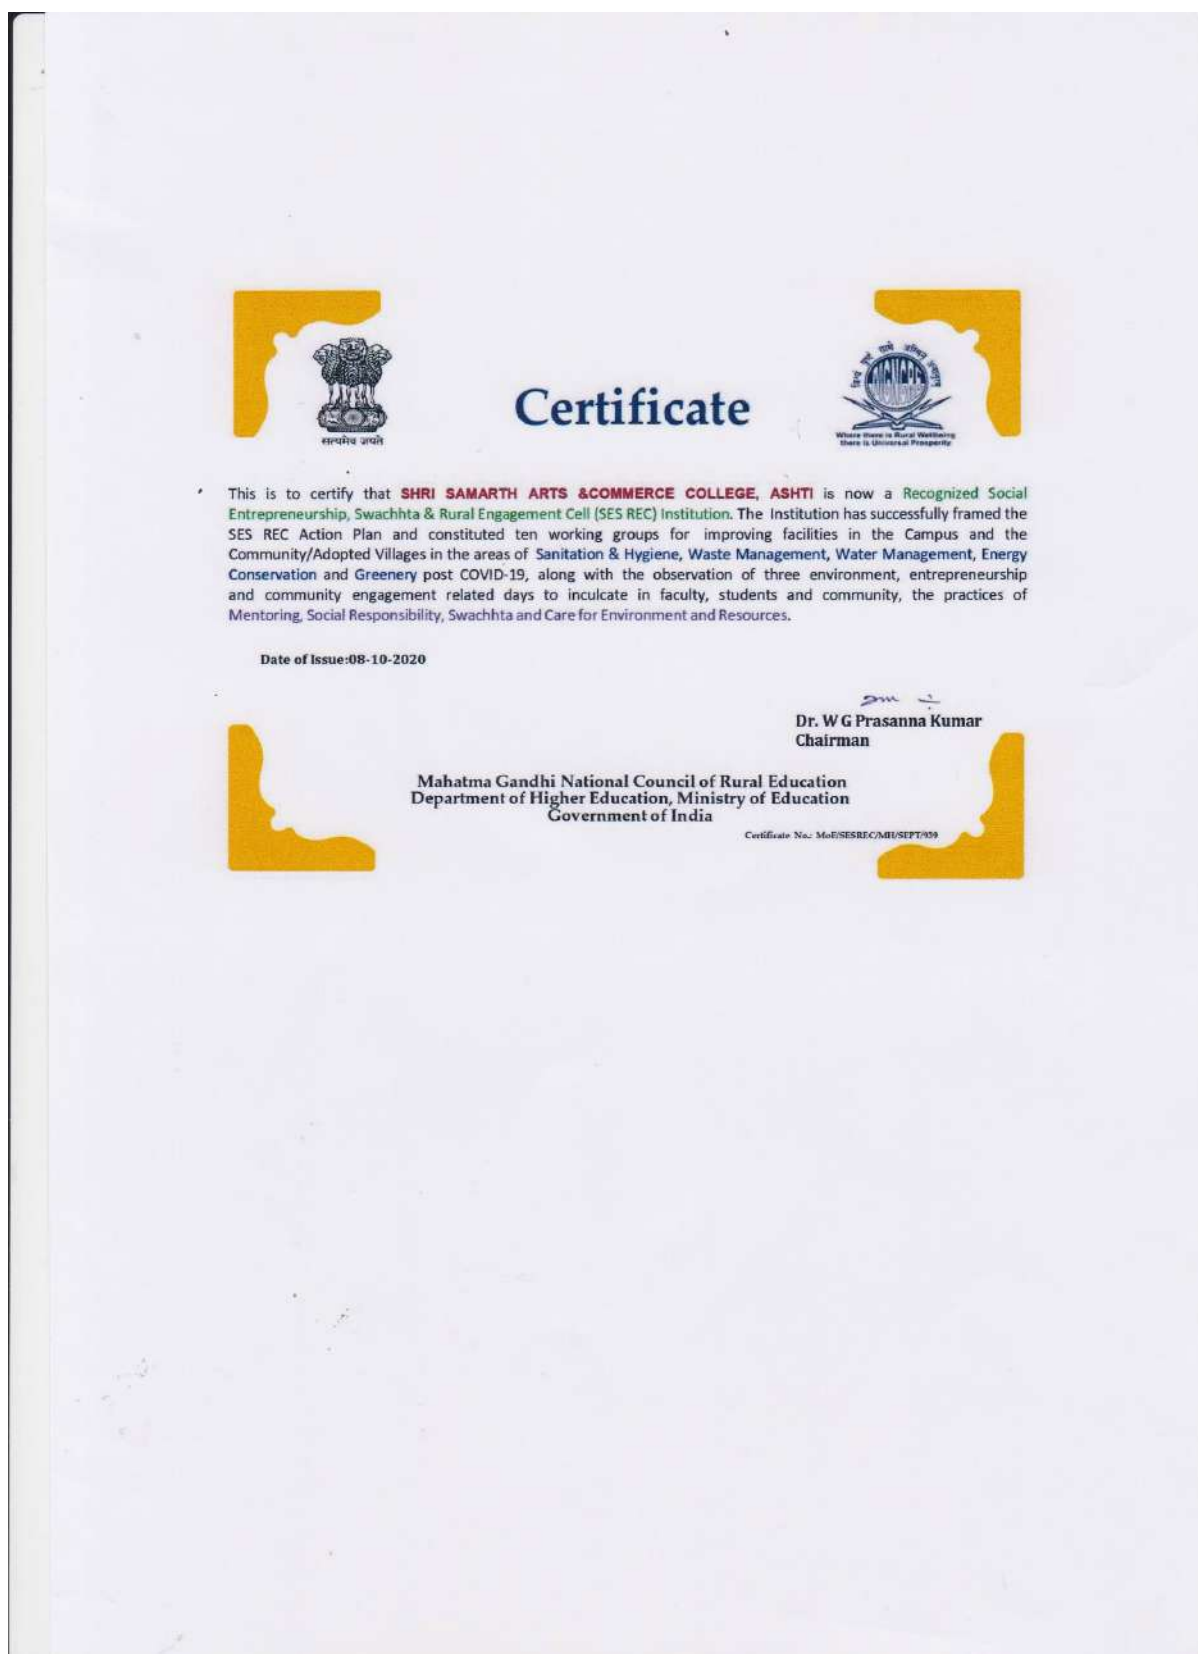 सत्यमेव जयते
Certificate
Where there is Rural Wellbeing
there is Universal Prosperity
This is to certify that SHRI SAMARTH ARTS &COMMERCE COLLEGE, ASHTI is now a Recognized Social
Entrepreneurship, Swachhta & Rural Engagement Cell (SES REC) Institution. The Institution has successfully framed the
SES REC Action Plan and constituted ten working groups for improving facilities in the Campus and the
Community/Adopted Villages in the areas of Sanitation & Hygiene, Waste Management, Water Management, Energy
Conservation and Greenery post COVID-19, along with the observation of three environment, entrepreneurship
and community engagement related days to inculcate in faculty, students and community, the practices of
Mentoring, Social Responsibility, Swachhta and Care for Environment and Resources.
Date of Issue:08-10-2020
Dr. W G Prasanna Kumar
Chairman
Mahatma Gandhi National Council of Rural Education
Department of Higher Education, Ministry of Education
Government of India
Certificate No.: MoE/SESREC/MH/SEPT/939